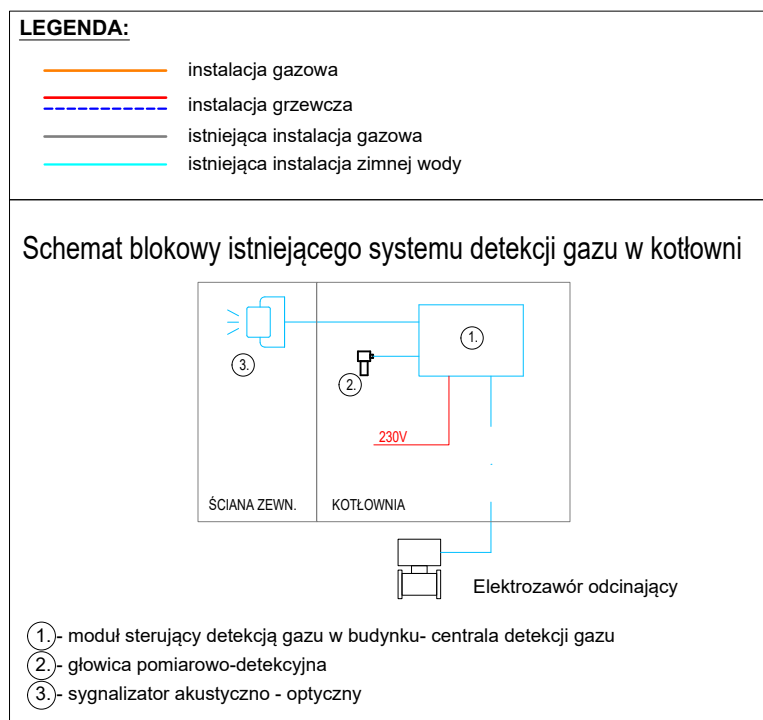 LEGENDA:
instalacja gazowa
instalacja grzewcza
istniejąca instalacja gazowa
istniejąca instalacja zimnej wody
Schemat blokowy istniejącego systemu detekcji gazu w kotłowni
1.
3.
2.
230V
ŚCIANA ZEWN.
KOTŁOWNIA
Elektrozawór odcinający
1.- moduł sterujący detekcją gazu w budynku- centrala detekcji gazu
2.- głowica pomiarowo-detekcyjna
3.- sygnalizator akustyczno - optyczny